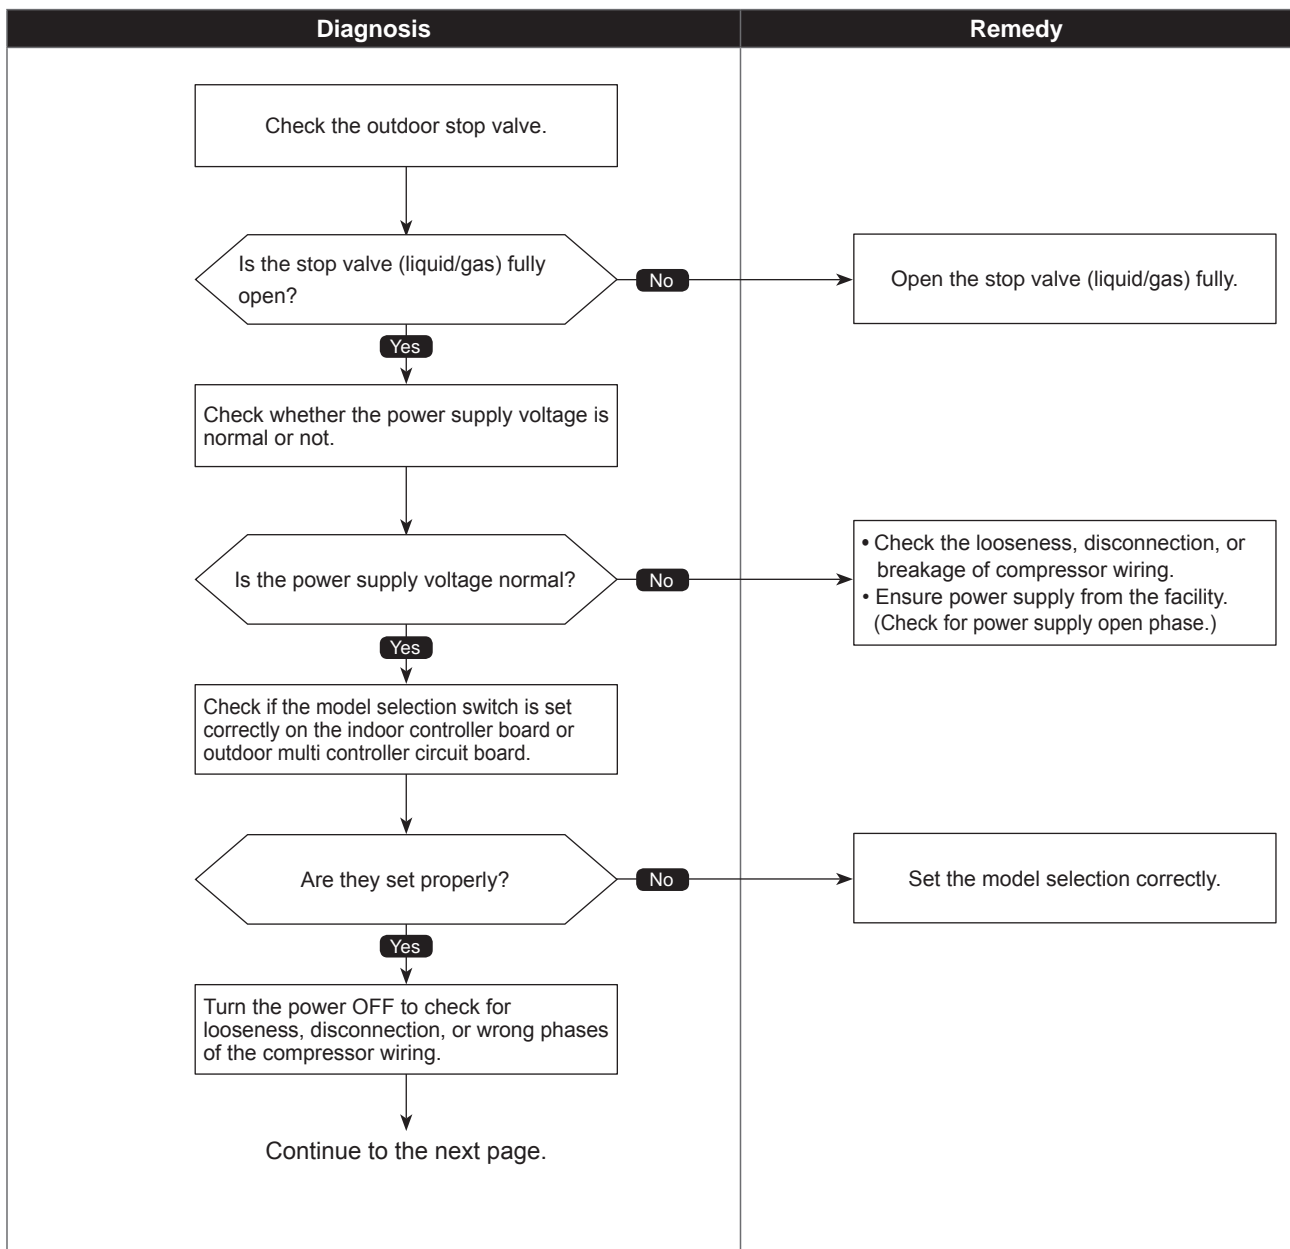 Diagnosis
Remedy
Check the outdoor stop valve.
Is the stop valve (liquid/gas) fully
open?
No
Open the stop valve (liquid/gas) fully.
Yes
Check whether the power supply voltage is
normal or not.
Is the power supply voltage normal?
No
• Check the looseness, disconnection, or
breakage of compressor wiring.
• Ensure power supply from the facility.
(Check for power supply open phase.)
Yes
Check if the model selection switch is set
correctly on the indoor controller board or
outdoor multi controller circuit board.
Are they set properly?
No
Set the model selection correctly.
Yes
Turn the power OFF to check for
looseness, disconnection, or wrong phases
of the compressor wiring.
Continue to the next page.